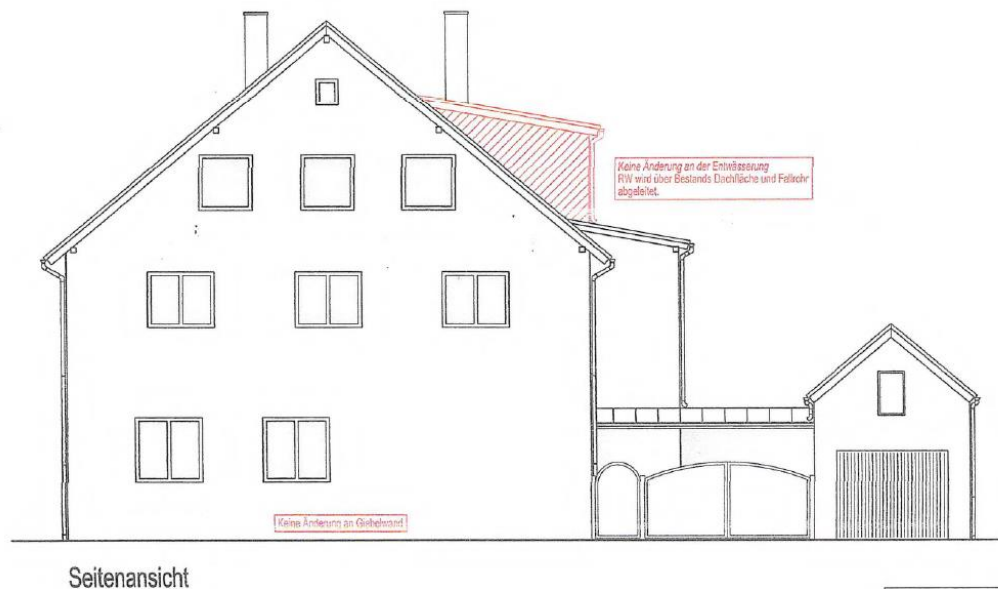 Keine Änderung an der Entwässerung
RW wird über Bestands Dachfläche und Fallrohr
abgeleitet.
Keine Änderung an Giebelwand
Seitenansicht